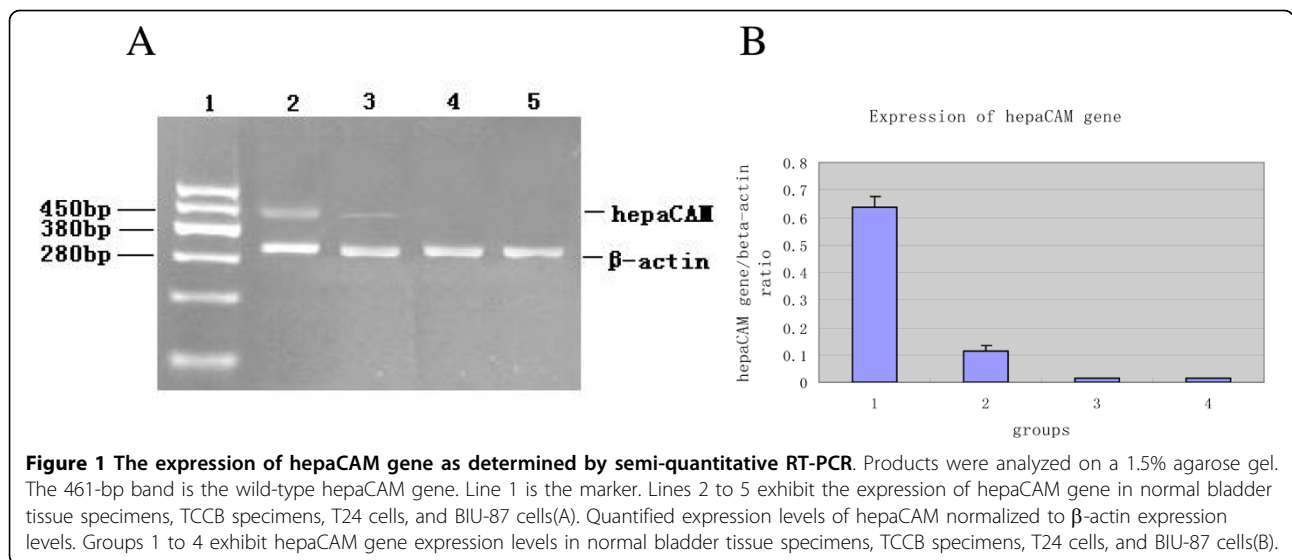 A
1 2 3 4 5
450bp
380bp
280bp
hepaCAM
β-actin
B
Expression of hepaCAM gene
hepaCAM gene/beta-actin
ratio
0.8
0.7
0.6
0.5
0.4
0.3
0.2
0.1
0
1 2 3 4
groups
Figure 1 The expression of hepaCAM gene as determined by semi-quantitative RT-PCR. Products were analyzed on a 1.5% agarose gel.
The 461-bp band is the wild-type hepaCAM gene. Line 1 is the marker. Lines 2 to 5 exhibit the expression of hepaCAM gene in normal bladder
tissue specimens, TCCB specimens, T24 cells, and BIU-87 cells(A). Quantified expression levels of hepaCAM normalized to β-actin expression
levels. Groups 1 to 4 exhibit hepaCAM gene expression levels in normal bladder tissue specimens, TCCB specimens, T24 cells, and BIU-87 cells(B).